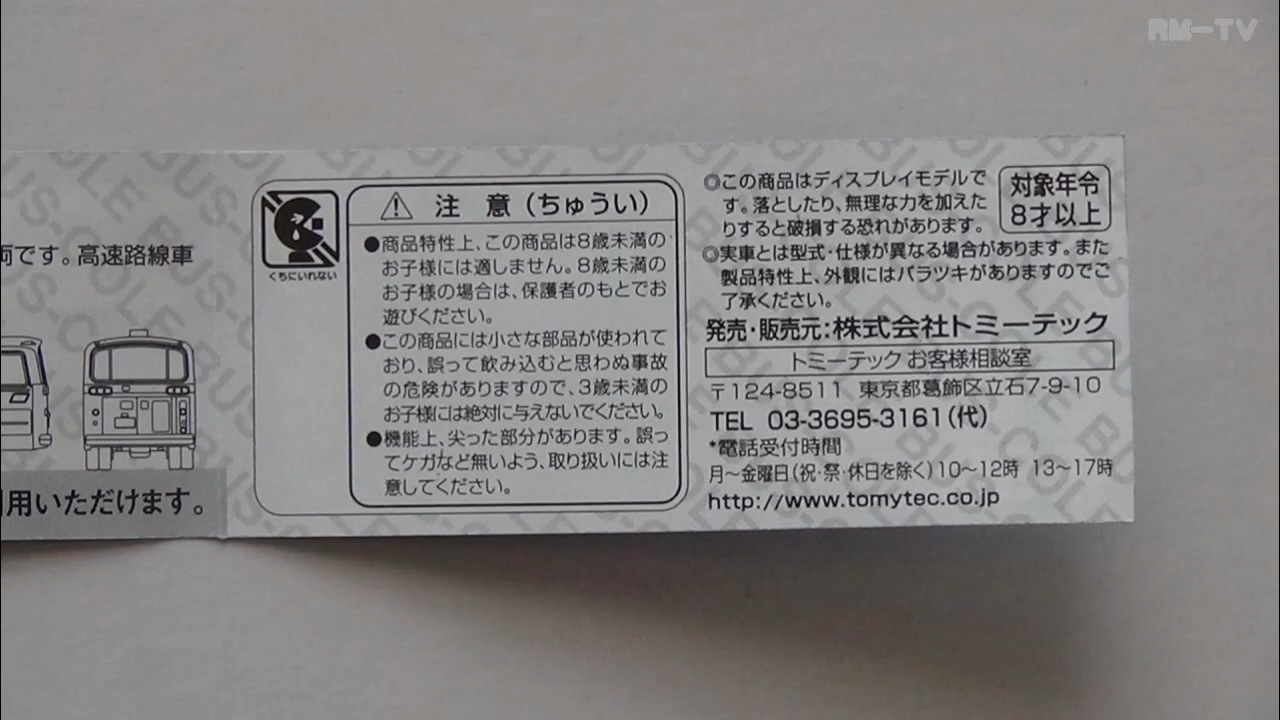 RM-TV
両です。高速路線車
用いただけます。
くちにいれない
注 意 (ちゅうい)
●商品特性上、この商品は8歳未満の
お子様には適しません。8歳未満の
お子様の場合は、保護者のもとでお
遊びください。
●この商品には小さな部品が使われて
おり、誤って飲み込むと思わぬ事故
の危険がありますので、3歳未満の
お子様には絶対に与えないでください。
●機能上、尖った部分があります。誤っ
てケガなど無いよう、取り扱いには注
意してください。
◎この商品はディスプレイモデルで
す。落としたり、無理な力を加えた
りすると破損する恐れがあります。
対象年令
8才以上
◎実車とは型式・仕様が異なる場合があります。また
製品特性上、外観にはバラツキがありますのでご
了承ください。
発売・販売元:株式会社トミーテック
トミーテック お客様相談室
〒124-8511 東京都葛飾区立石7-9-10
TEL 03-3695-3161(代)
*電話受付時間
月~金曜日(祝・祭・休日を除く)10~12時 13~17時
http://www.tomytec.co.jp
BUS-COLE